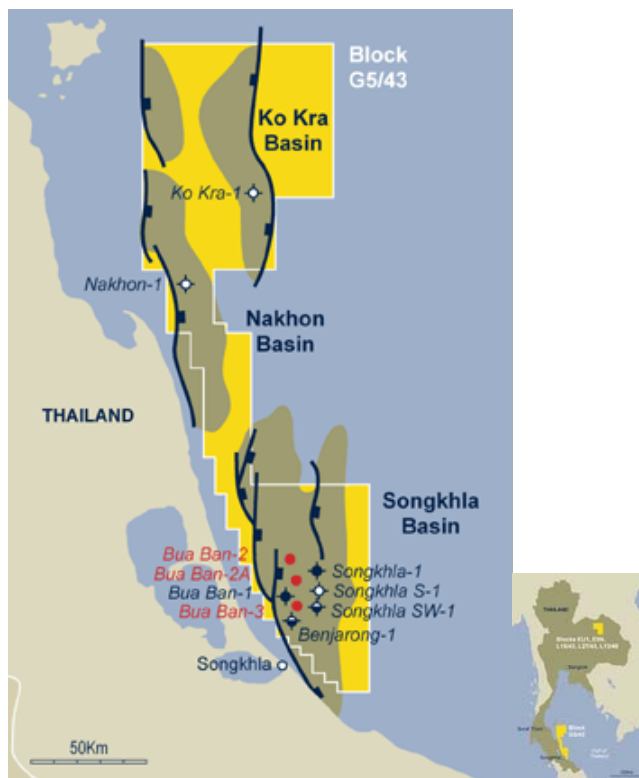 Block
G5/43
Ko Kra
Basin
Ko Kra-1
Nakhon-1
Nakhon
Basin
THAILAND
Songkhla
Basin
Bua Ban-2
Bua Ban-2A
Bua Ban-1
Bua Ban-3
Songkhla-1
Songkhla S-1
Songkhla SW-1
Benjarong-1
Songkhla
50Km
THAILAND
Block
G5/43